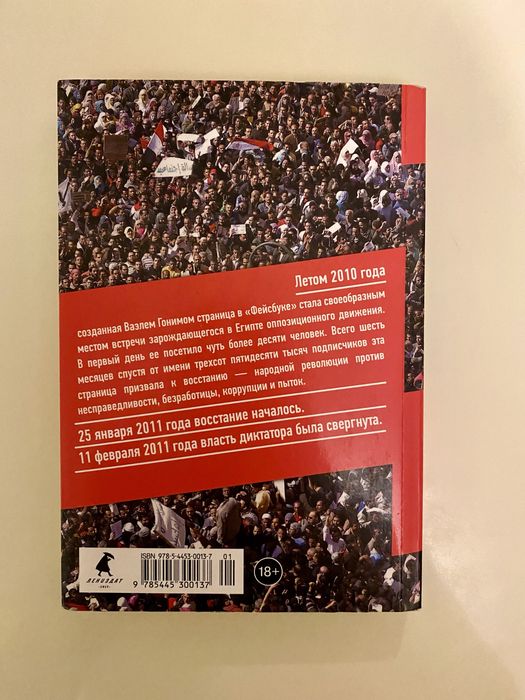 Летом 2010 года
созданная Ваэлем Гонимом страница в «Фейсбуке» стала своеобразным
местом встречи зарождающегося в Египте оппозиционного движения.
В первый день ее посетило чуть более десяти человек. Всего шесть
месяцев спустя от имени трехсот пятидесяти тысяч подписчиков эта
страница призвала к восстанию — народной революции против
несправедливости, безработицы, коррупции и пыток.
25 января 2011 года восстание началось.
11 февраля 2011 года власть диктатора была свергнута.
ISBN 978-5-4453-0013-7
01
9 785445 300137
ЛЕНИЗДАТ
·1917·
18+